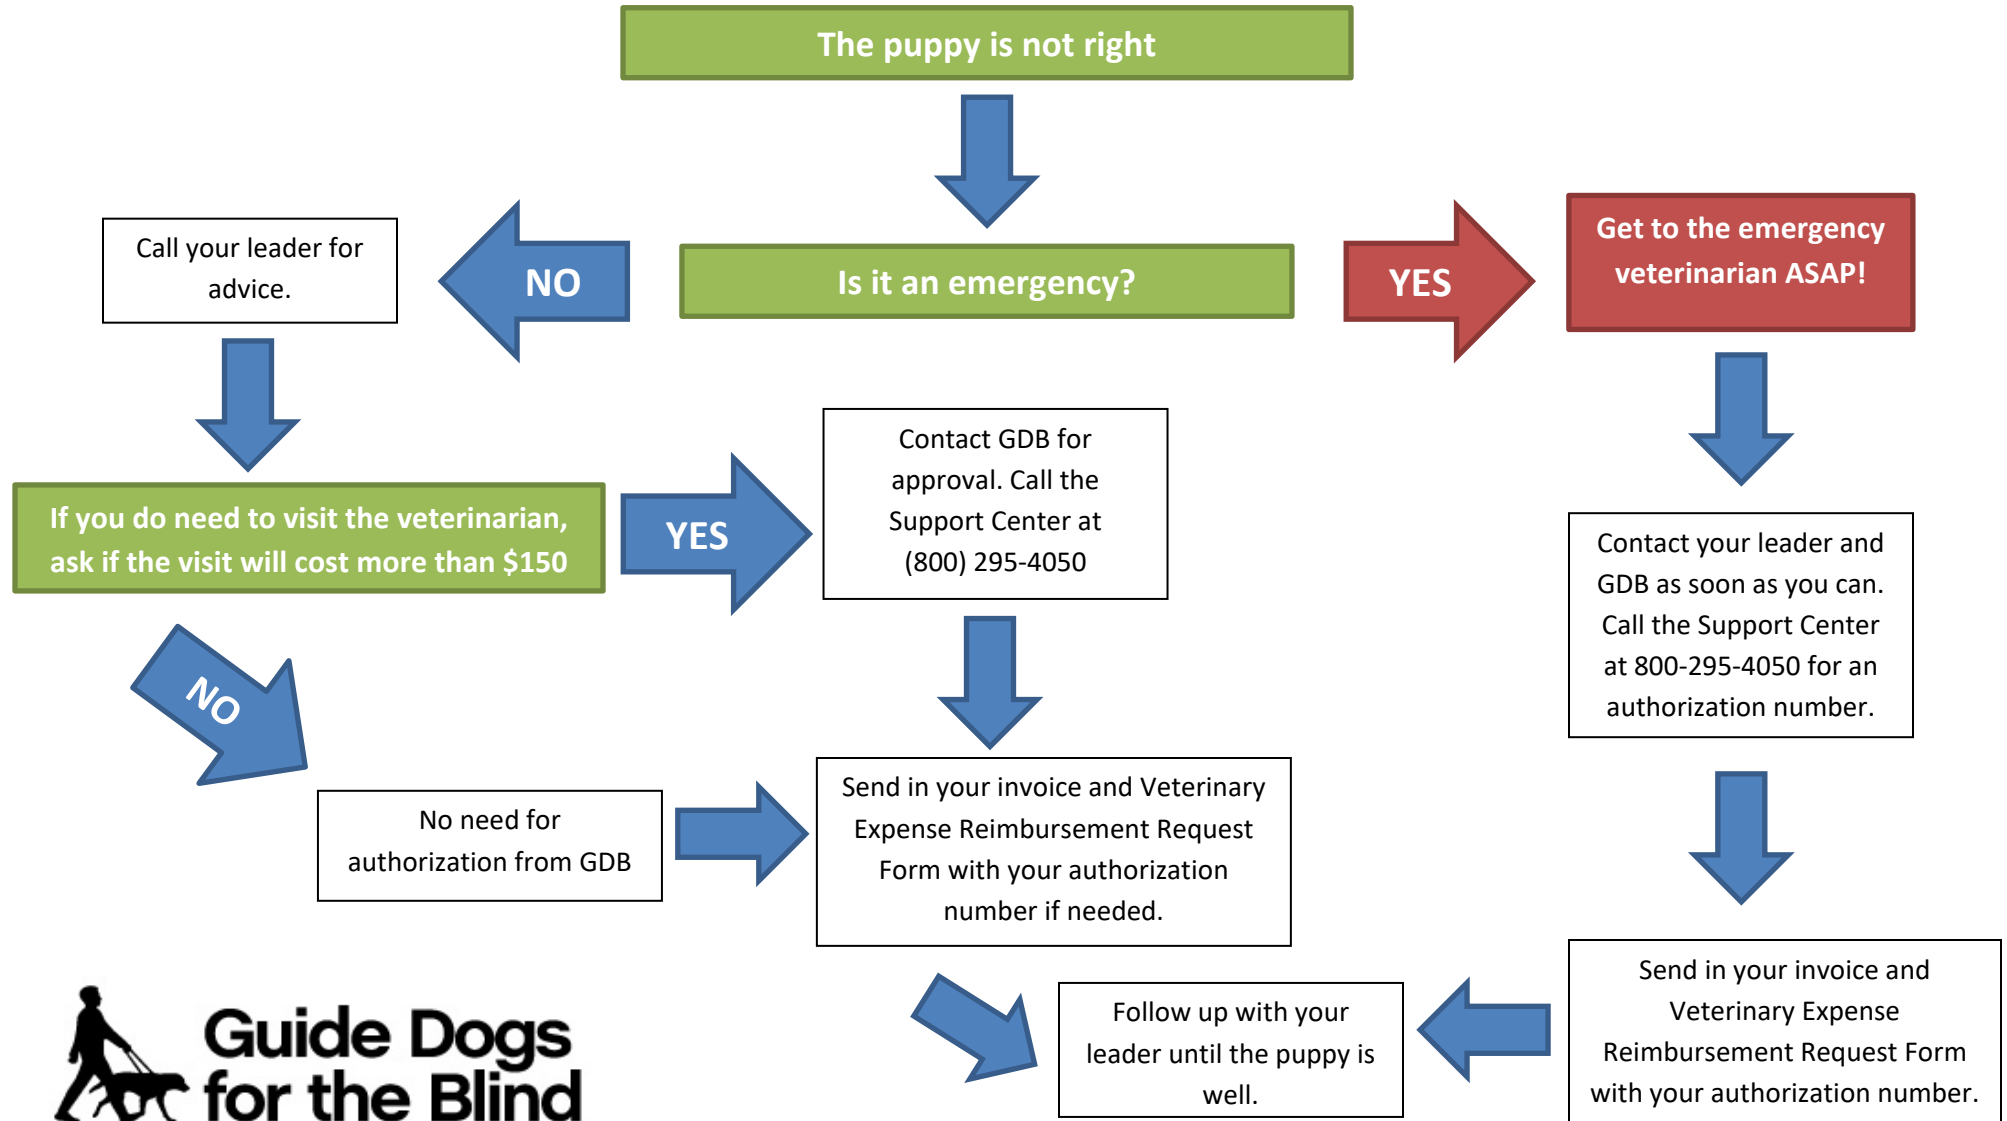 The puppy is not right
Call your leader for
advice.
NO
Is it an emergency?
YES
Get to the emergency
veterinarian ASAP!
If you do need to visit the veterinarian,
ask if the visit will cost more than $150
YES
Contact GDB for
approval. Call the
Support Center at
(800) 295-4050
Contact your leader and
GDB as soon as you can.
Call the Support Center
at 800-295-4050 for an
authorization number.
NO
No need for
authorization from GDB
Send in your invoice and Veterinary
Expense Reimbursement Request
Form with your authorization
number if needed.
Follow up with your
leader until the puppy is
well.
Send in your invoice and
Veterinary Expense
Reimbursement Request Form
with your authorization number.
Guide Dogs
for the Blind